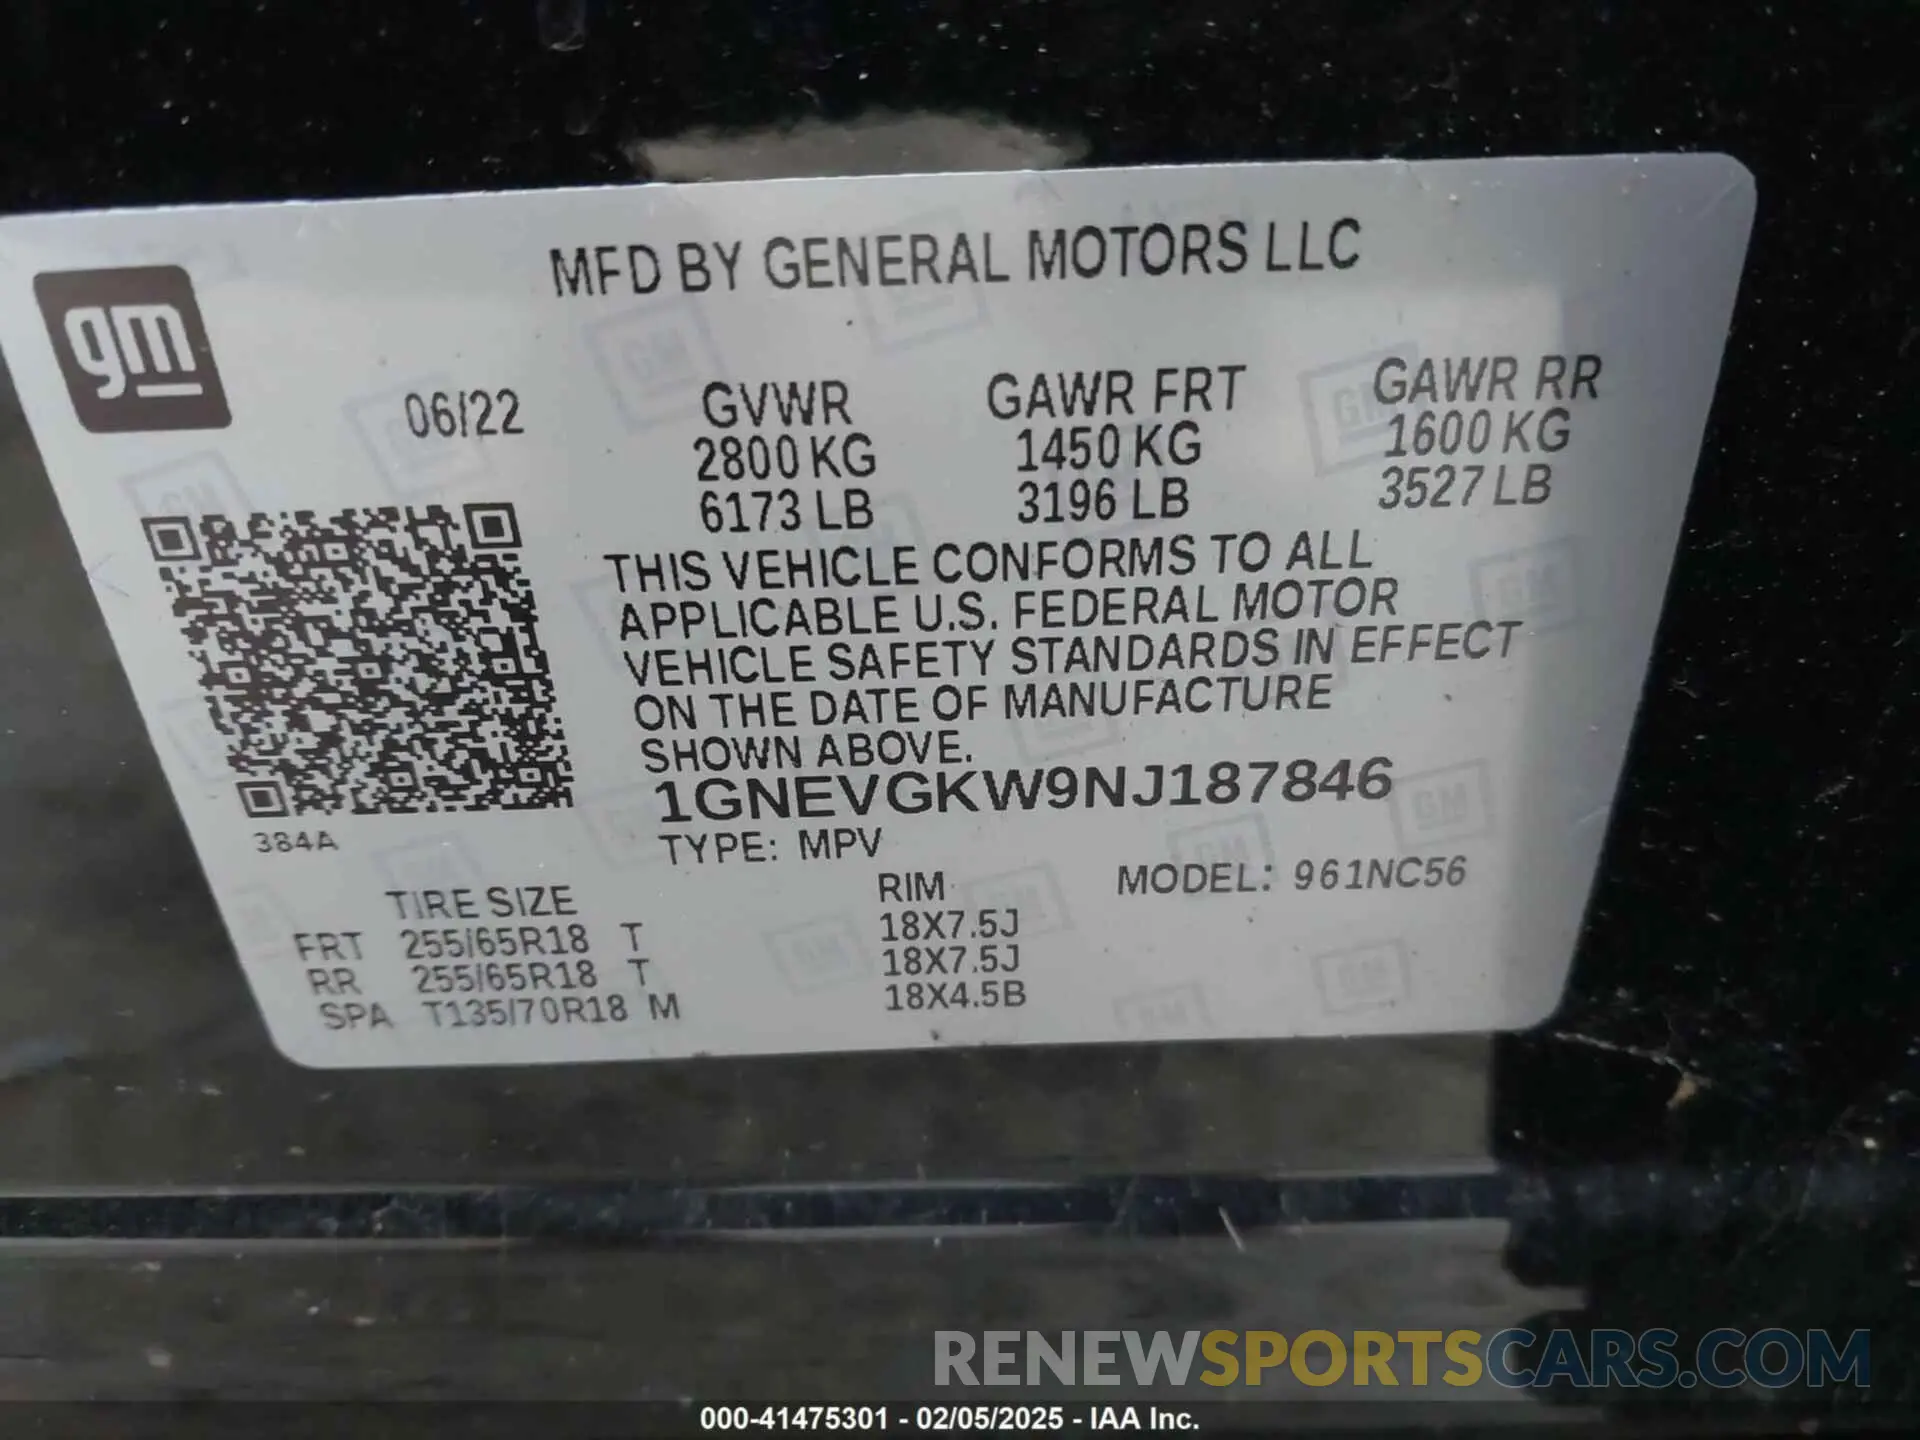 MFD BY GENERAL MOTORS LLC
gm
06/22 GVWR GAWR FRT GAWR RR
2800 KG 1450 KG 1600 KG
6173 LB 3196 LB 3527 LB
THIS VEHICLE CONFORMS TO ALL
APPLICABLE U.S. FEDERAL MOTOR
VEHICLE SAFETY STANDARDS IN EFFECT
ON THE DATE OF MANUFACTURE
SHOWN ABOVE.
1GNEVGKW9NJ187846
384A
TYPE: MPV
MODEL: 961NC56
TIRE SIZE RIM
FRT 255/65R18 T 18X7.5J
RR 255/65R18 T 18X7.5J
SPA T135/70R18 M 18X4.5B
RENEWSPORTSCARS.COM
000-41475301 - 02/05/2025 - IAA Inc.